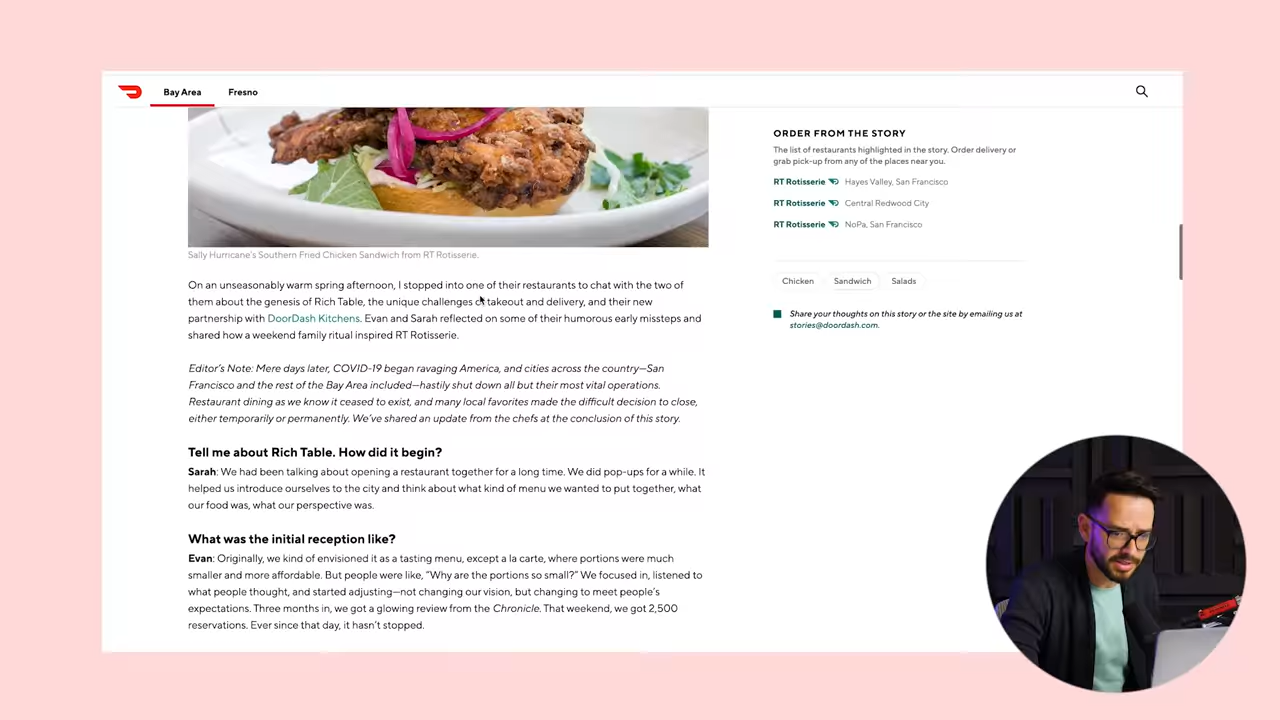 Bay Area
Fresno
Sally Hurricane's Southern Fried Chicken Sandwich from RT Rotisserie.
On an unseasonably warm spring afternoon, I stopped into one of their restaurants to chat with the two of
them about the genesis of Rich Table, the unique challenges of takeout and delivery, and their new
partnership with DoorDash Kitchens. Evan and Sarah reflected on some of their humorous early missteps and
shared how a weekend family ritual inspired RT Rotisserie.
Editor's Note: Mere days later, COVID-19 began ravaging America, and cities across the country—San
Francisco and the rest of the Bay Area included—hastily shut down all but their most vital operations.
Restaurant dining as we know it ceased to exist, and many local favorites made the difficult decision to close,
either temporarily or permanently. We've shared an update from the chefs at the conclusion of this story.
Tell me about Rich Table. How did it begin?
Sarah: We had been talking about opening a restaurant together for a long time. We did pop-ups for a while. It
helped us introduce ourselves to the city and think about what kind of menu we wanted to put together, what
our food was, what our perspective was.
What was the initial reception like?
Evan: Originally, we kind of envisioned it as a tasting menu, except a la carte, where portions were much
smaller and more affordable. But people were like, "Why are the portions so small?" We focused in, listened to
what people thought, and started adjusting—not changing our vision, but changing to meet people's
expectations. Three months in, we got a glowing review from the Chronicle. That weekend, we got 2,500
reservations. Ever since that day, it hasn't stopped.
ORDER FROM THE STORY
The list of restaurants highlighted in the story. Order delivery or
grab pick-up from any of the places near you.
RT Rotisserie Hayes Valley, San Francisco
RT Rotisserie Central Redwood City
RT Rotisserie NoPa, San Francisco
Chicken Sandwich Salads
Share your thoughts on this story or the site by emailing us at
stories@doordash.com.